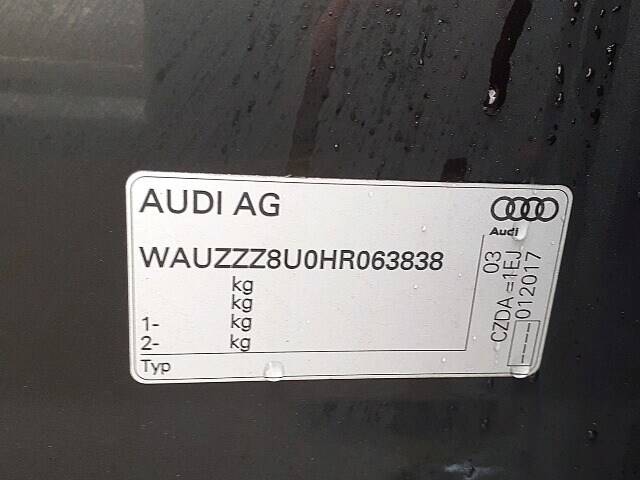 AUDI AG
Audi
WAUZZZ8U0HR063838
kg
kg
1- kg
2- kg
Typ
03
CZDA =1EJ
----012017